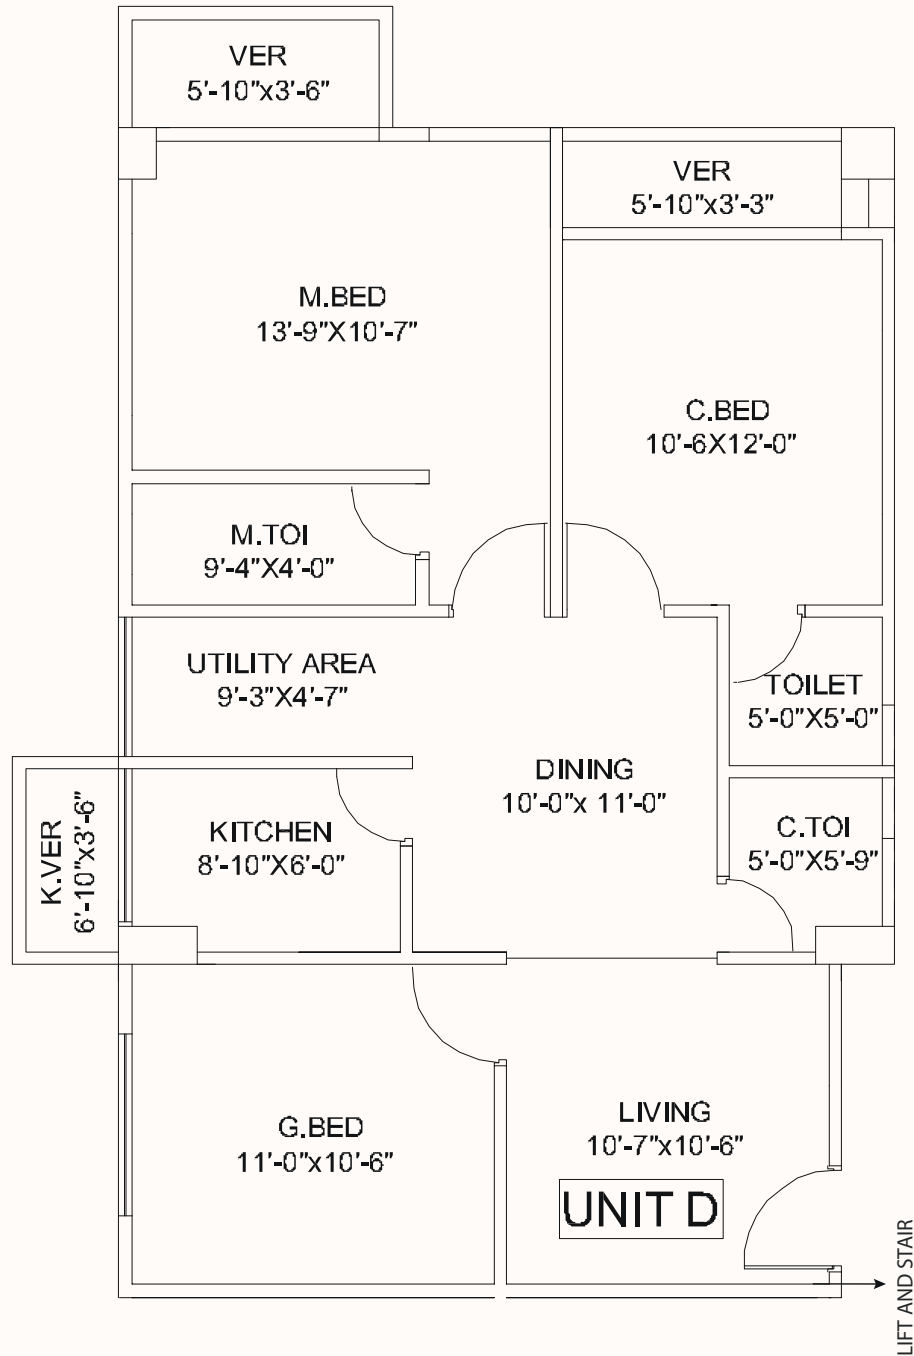 VER
5'-10"x3'-6"
VER
5'-10"x3'-3"
M.BED
13'-9"X10'-7"
C.BED
10'-6X12'-0"
M.TOI
9'-4"X4'-0"
UTILITY AREA
9'-3"X4'-7"
TOILET
5'-0"X5'-0"
DINING
10'-0"x 11'-0"
K.VER
6'-10"x3'-6"
KITCHEN
8'-10"X6'-0"
C.TOI
5'-0"X5'-9"
G.BED
11'-0"x10'-6"
LIVING
10'-7"x10'-6"
UNIT D
LIFT AND STAIR